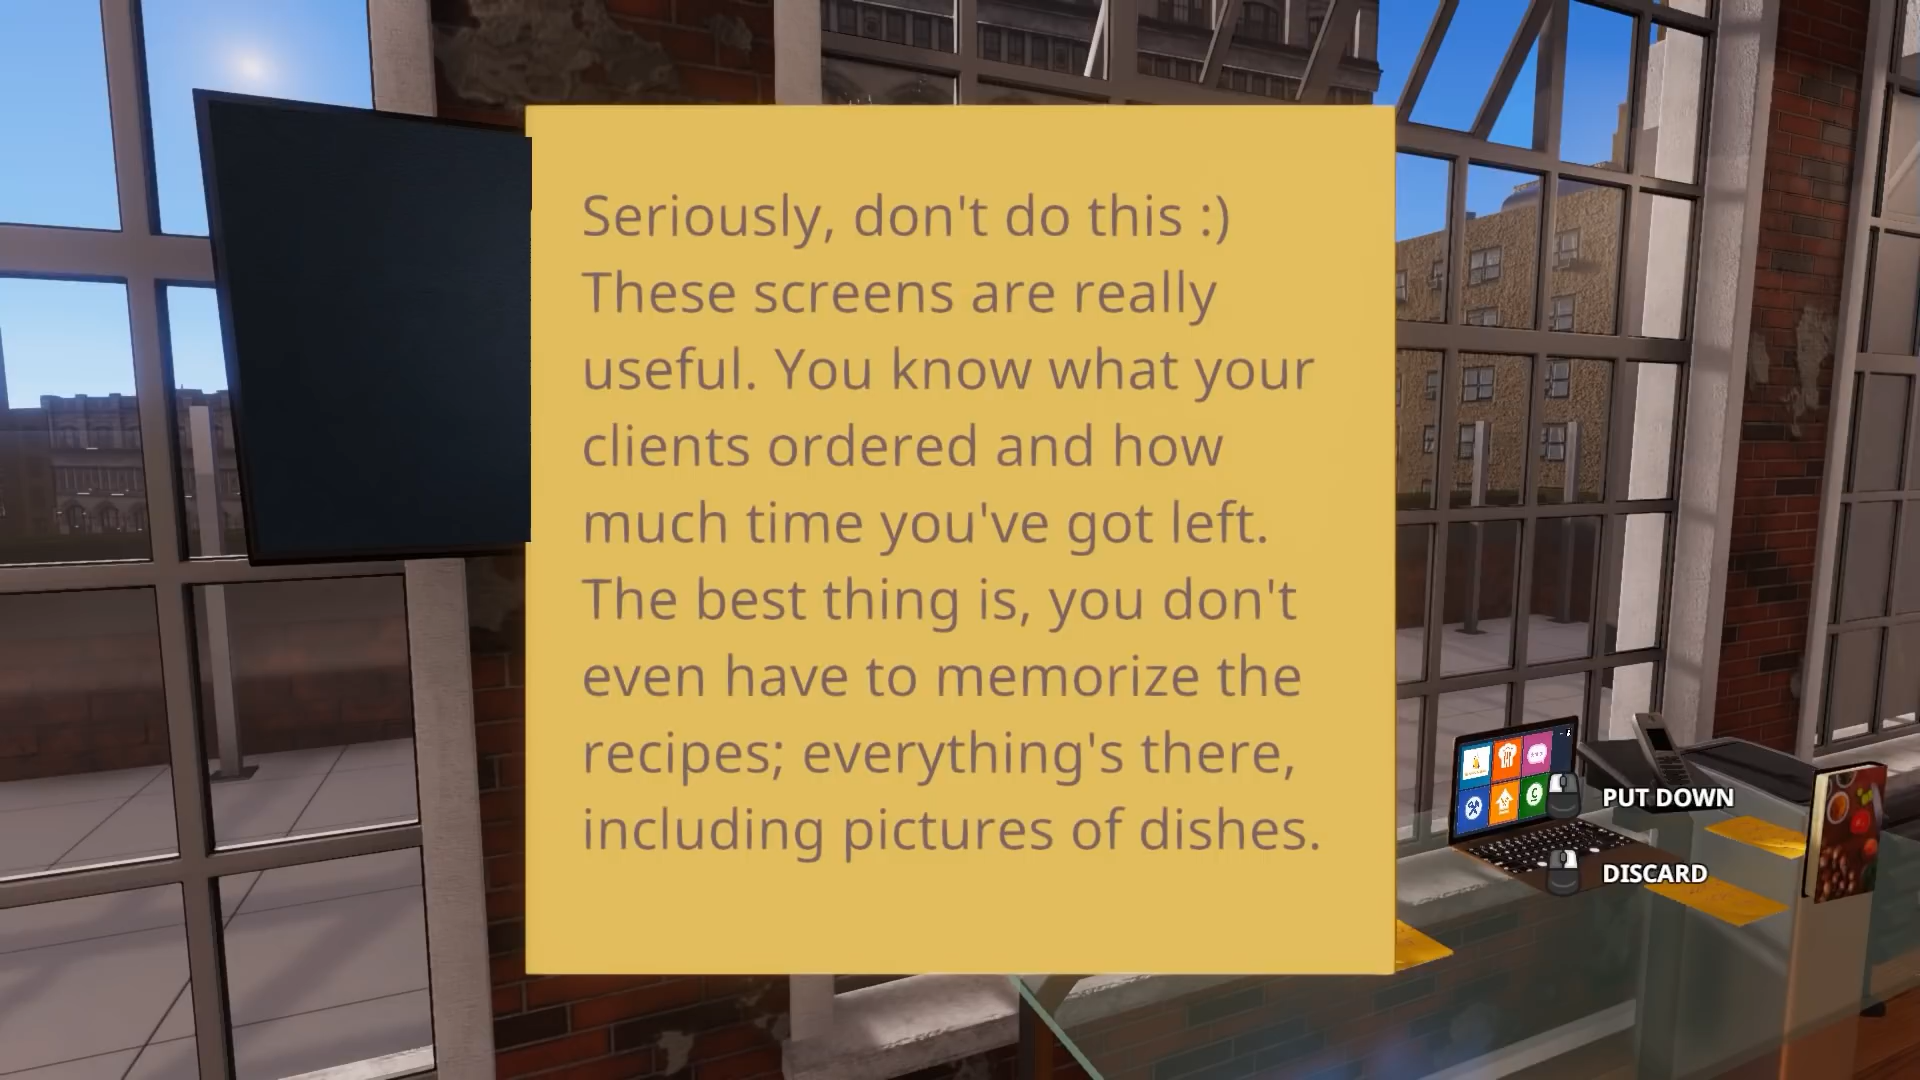 Seriously, don't do this :)
These screens are really
useful. You know what your
clients ordered and how
much time you've got left.
The best thing is, you don't
even have to memorize the
recipes; everything's there,
including pictures of dishes.
PUT DOWN
DISCARD